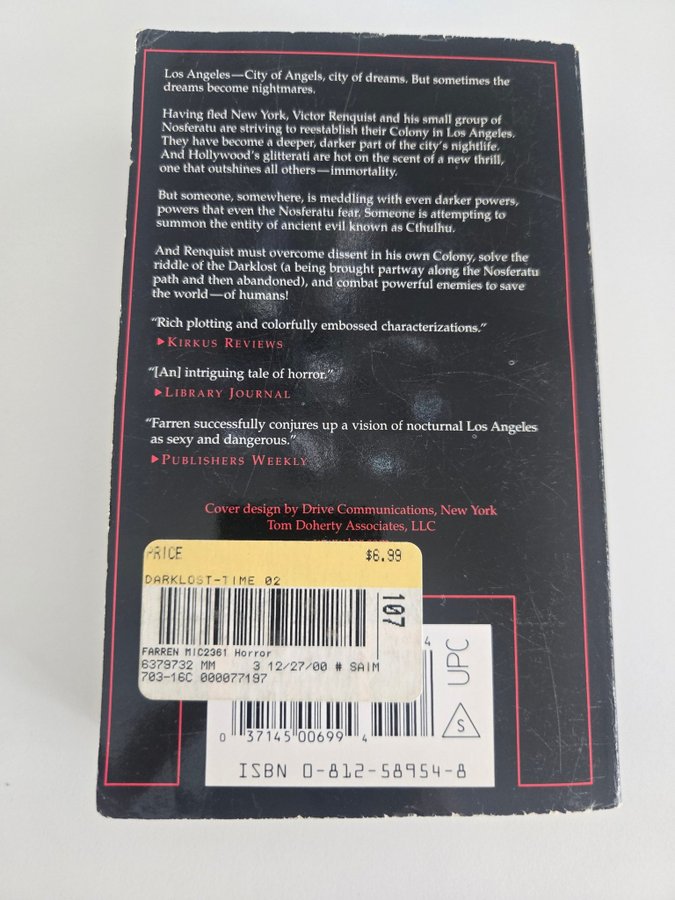 Los Angeles—City of Angels, city of dreams. But sometimes the
dreams become nightmares.
Having fled New York, Victor Renquist and his small group of
Nosferatu are striving to reestablish their Colony in Los Angeles.
They have become a deeper, darker part of the city's nightlife.
And Hollywood's glitterati are hot on the scent of a new thrill,
one that outshines all others—immortality.
But someone, somewhere, is meddling with even darker powers,
powers that even the Nosferatu fear. Someone is attempting to
summon the entity of ancient evil known as Cthulhu.
And Renquist must overcome dissent in his own Colony, solve the
riddle of the Darklost (a being brought partway along the Nosferatu
path and then abandoned), and combat powerful enemies to save
the world—of humans!
"Rich plotting and colorfully embossed characterizations."
▶KIRKUS REVIEWS
"[An] intriguing tale of horror."
▶LIBRARY JOURNAL
"Farren successfully conjures up a vision of nocturnal Los Angeles
as sexy and dangerous."
▶PUBLISHERS WEEKLY
Cover design by Drive Communications, New York
Tom Doherty Associates, LLC
PRICE $6.99
DARKLOST-TIME 02
107
FARREN MIC2361 Horror
6379732 MM 3 12/27/00 # SAIM
703-16C 000077197
4
UPC
S
0 37145 00699 4
ISBN 0-812-58954-8